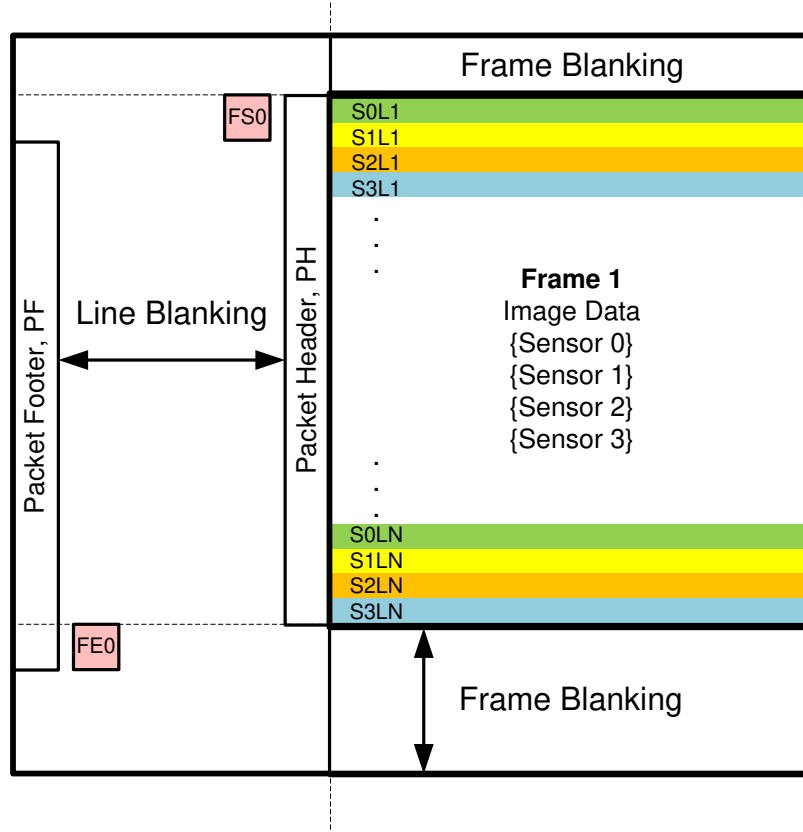 Frame Blanking
FS0
S0L1
S1L1
S2L1
S3L1
.
.
.
Packet Footer, PF
Line Blanking
Packet Header, PH
Frame 1
Image Data
{Sensor 0}
{Sensor 1}
{Sensor 2}
{Sensor 3}
.
.
.
S0LN
S1LN
S2LN
S3LN
FE0
Frame Blanking